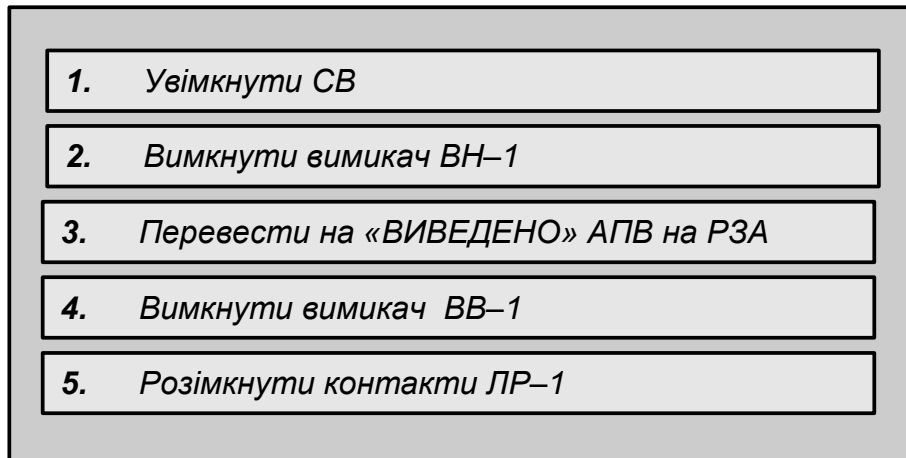 1. Увімкнути СВ
2. Вимкнути вимикач ВН–1
3. Перевести на «ВИВЕДЕНО» АПВ на РЗА
4. Вимкнути вимикач ВВ–1
5. Розімкнути контакти ЛР–1